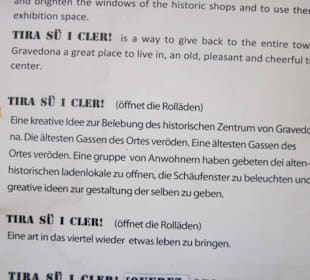 and brighten the windows of the historic shops and to use them
exhibition space.
TIRA SÜ I CLER! is a way to give back to the entire tow
Gravedona a great place to live in, an old, pleasant and cheerful t
center.
TIRA SÜ I CLER! (öffnet die Rolläden)
Eine kreative Idee zur Belebung des historischen Zentrum von Gravedo
na. Die ältesten Gassen des Ortes veröden. Eine ältesten Gassen des
Ortes veröden. Eine gruppe von Anwohnern haben gebeten dei alten
historischen ladenlokale zu offnen, die Schäufenster zu beleuchten und
greative ideen zur gestaltung der selben zu geben.
TIRA SÜ I CLER! (öffnet die Rolläden)
Eine art in das viertel wieder etwas leben zu bringen.
TIRA SÜ I CLER!